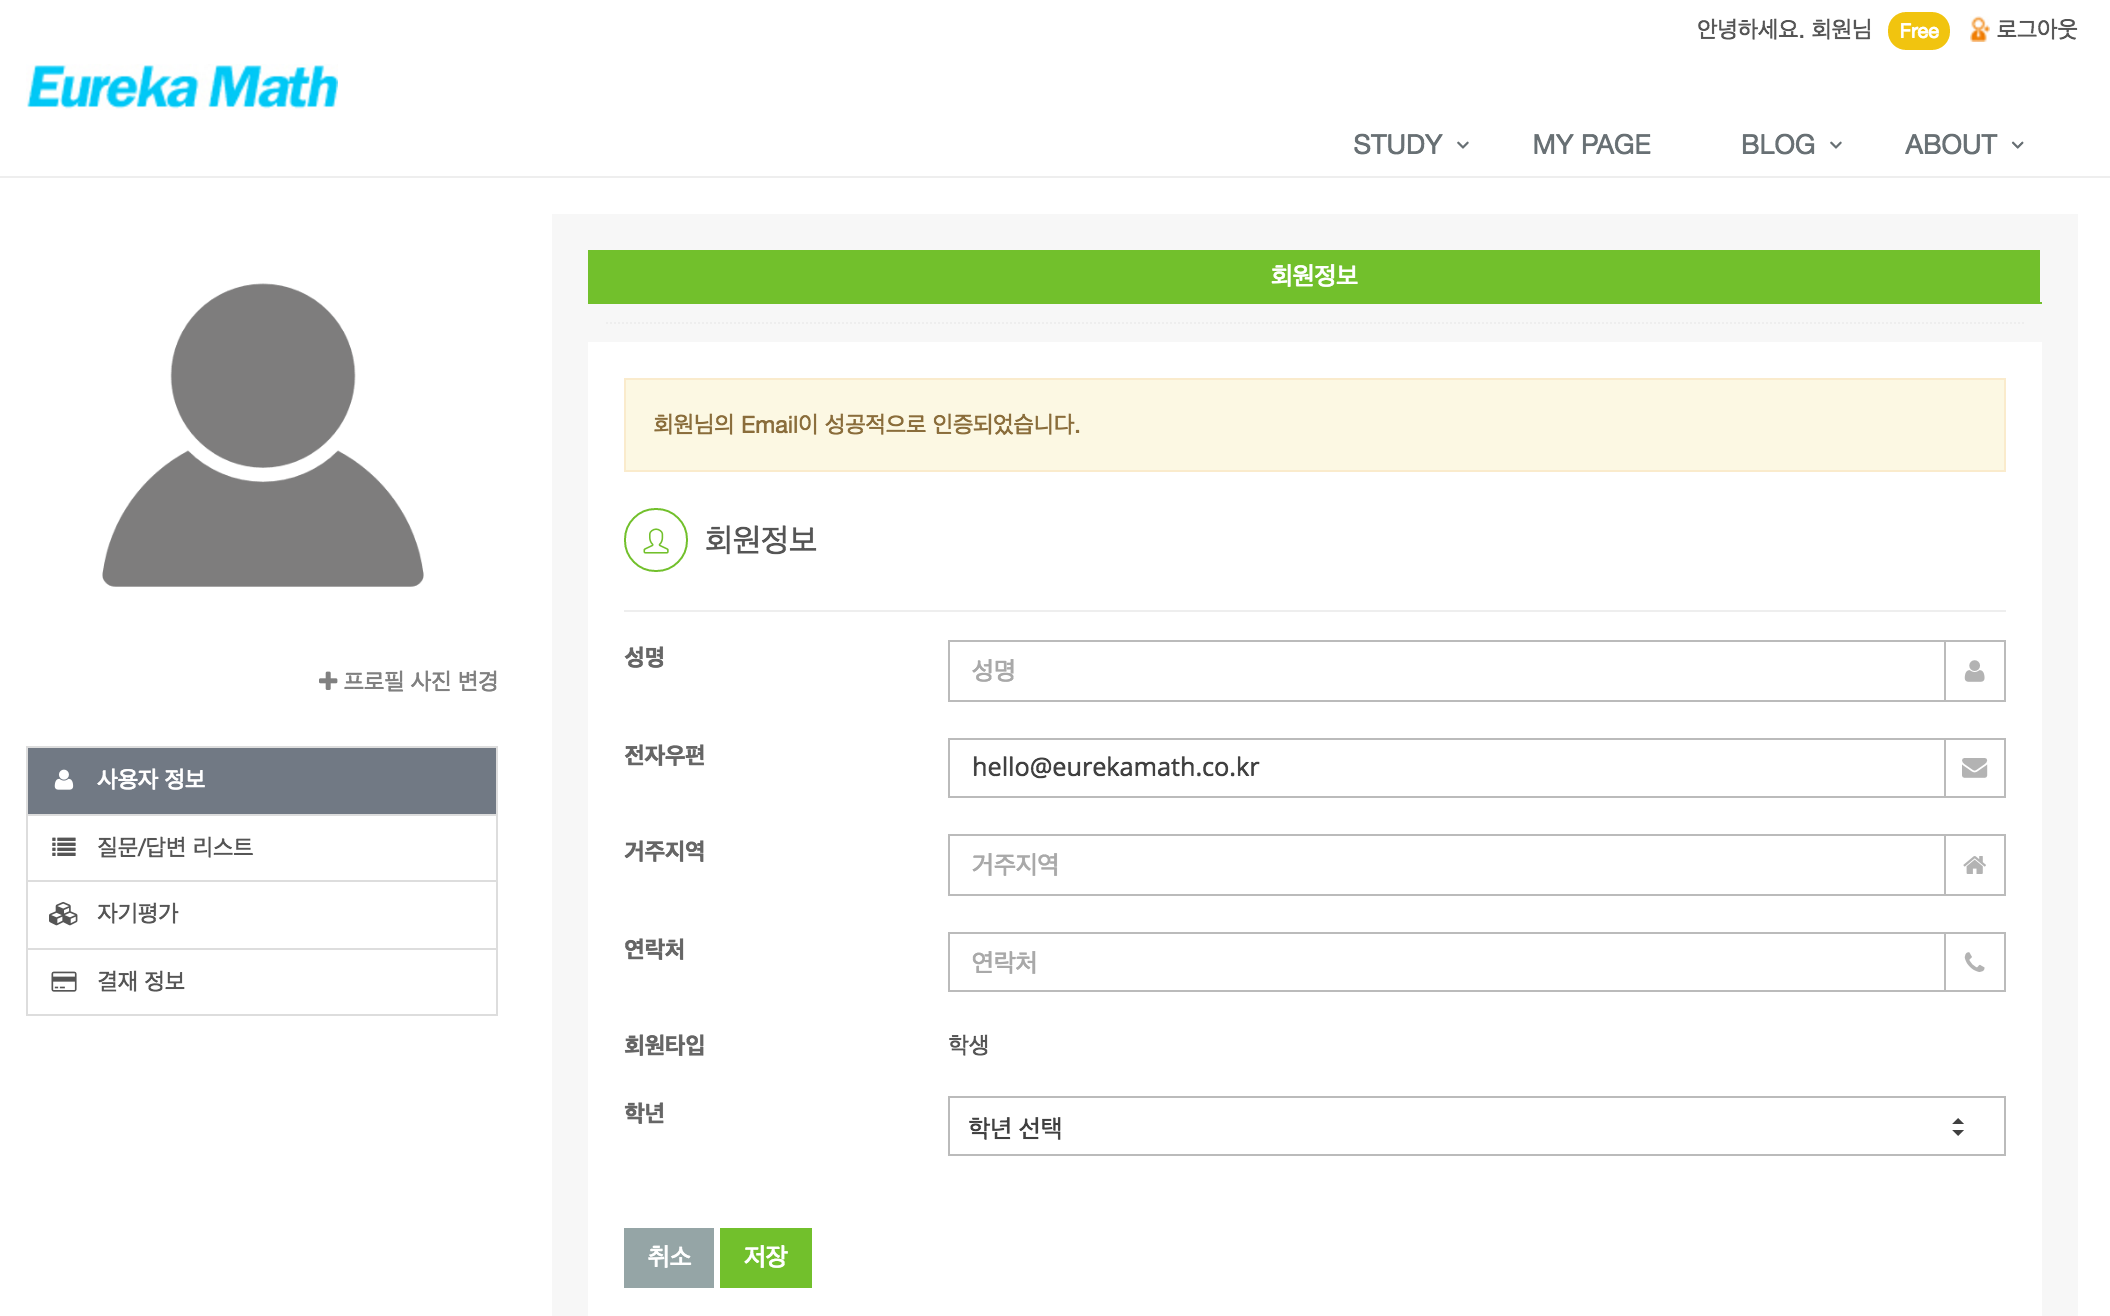 안녕하세요. 회원님 Free 로그아웃
Eureka Math
STUDY MY PAGE BLOG ABOUT
회원정보
회원님의 Email이 성공적으로 인증되었습니다.
회원정보
프로필 사진 변경
사용자 정보
질문/답변 리스트
자기평가
결재 정보
성명 성명
전자우편 hello@eurekamath.co.kr
거주지역 거주지역
연락처 연락처
회원타입 학생
학년 학년 선택
취소 저장